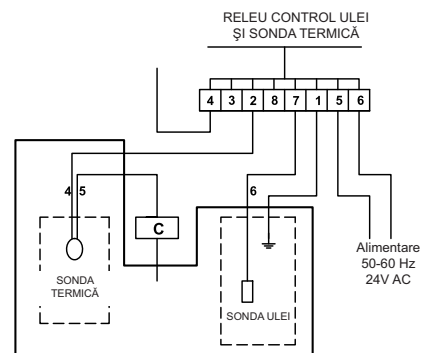 RELEU CONTROL ULEI
ŞI SONDA TERMICĂ
4 3 2 8 7 1 5 6
4 5
6
C
Alimentare
50-60 Hz
24V AC
SONDA
TERMICĂ
SONDA ULEI